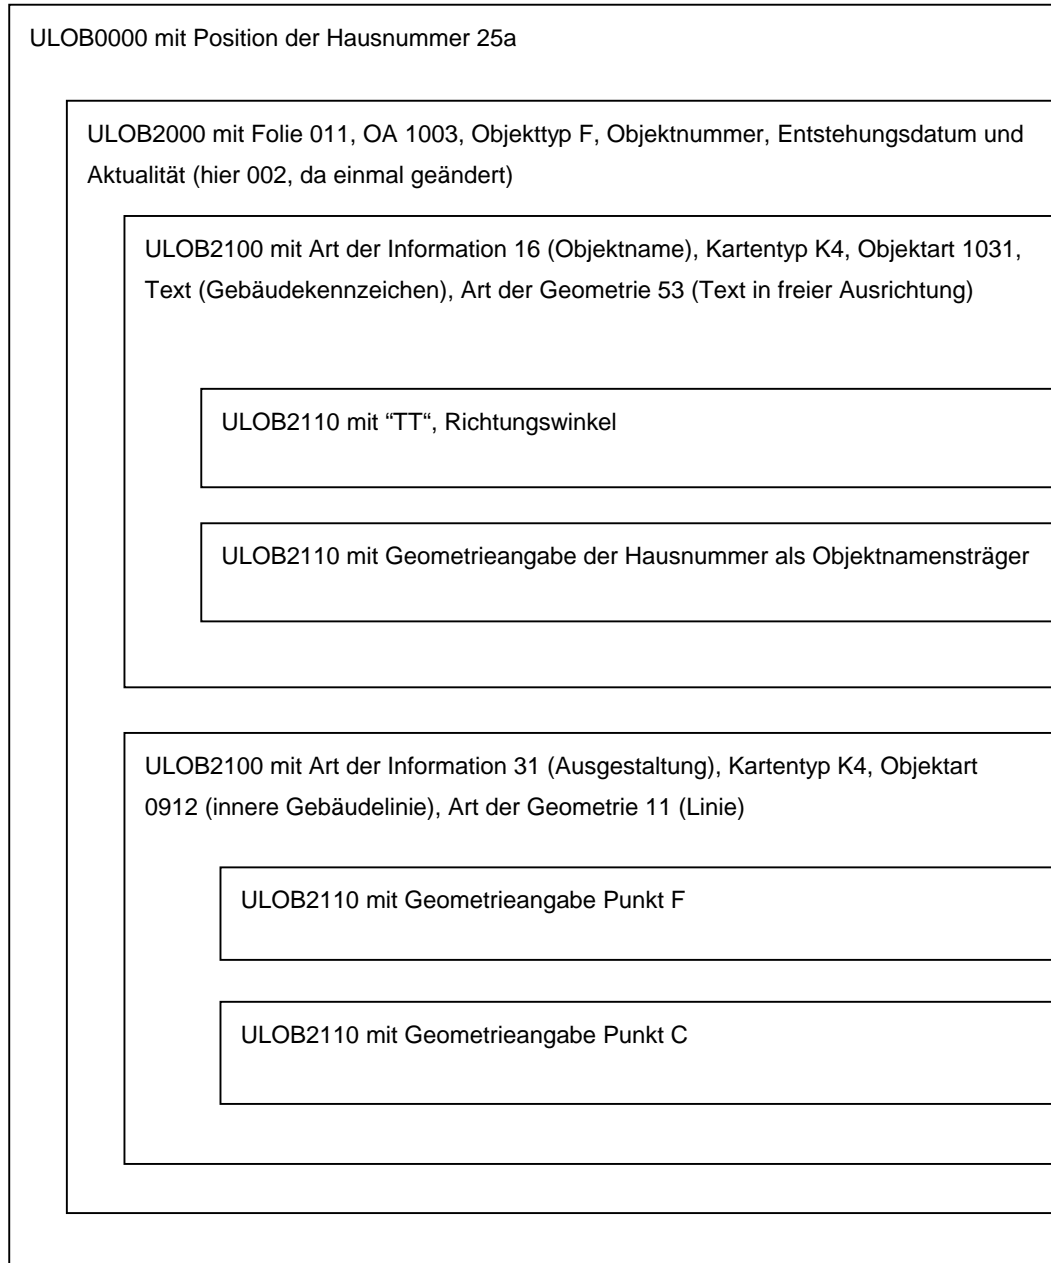 ULOB0000 mit Position der Hausnummer 25a
ULOB2000 mit Folie 011, OA 1003, Objekttyp F, Objektnummer, Entstehungsdatum und
Aktualität (hier 002, da einmal geändert)
ULOB2100 mit Art der Information 16 (Objektname), Kartentyp K4, Objektart 1031,
Text (Gebäudekennzeichen), Art der Geometrie 53 (Text in freier Ausrichtung)
ULOB2110 mit “TT“, Richtungswinkel
ULOB2110 mit Geometrieangabe der Hausnummer als Objektnamensträger
ULOB2100 mit Art der Information 31 (Ausgestaltung), Kartentyp K4, Objektart
0912 (innere Gebäudelinie), Art der Geometrie 11 (Linie)
ULOB2110 mit Geometrieangabe Punkt F
ULOB2110 mit Geometrieangabe Punkt C